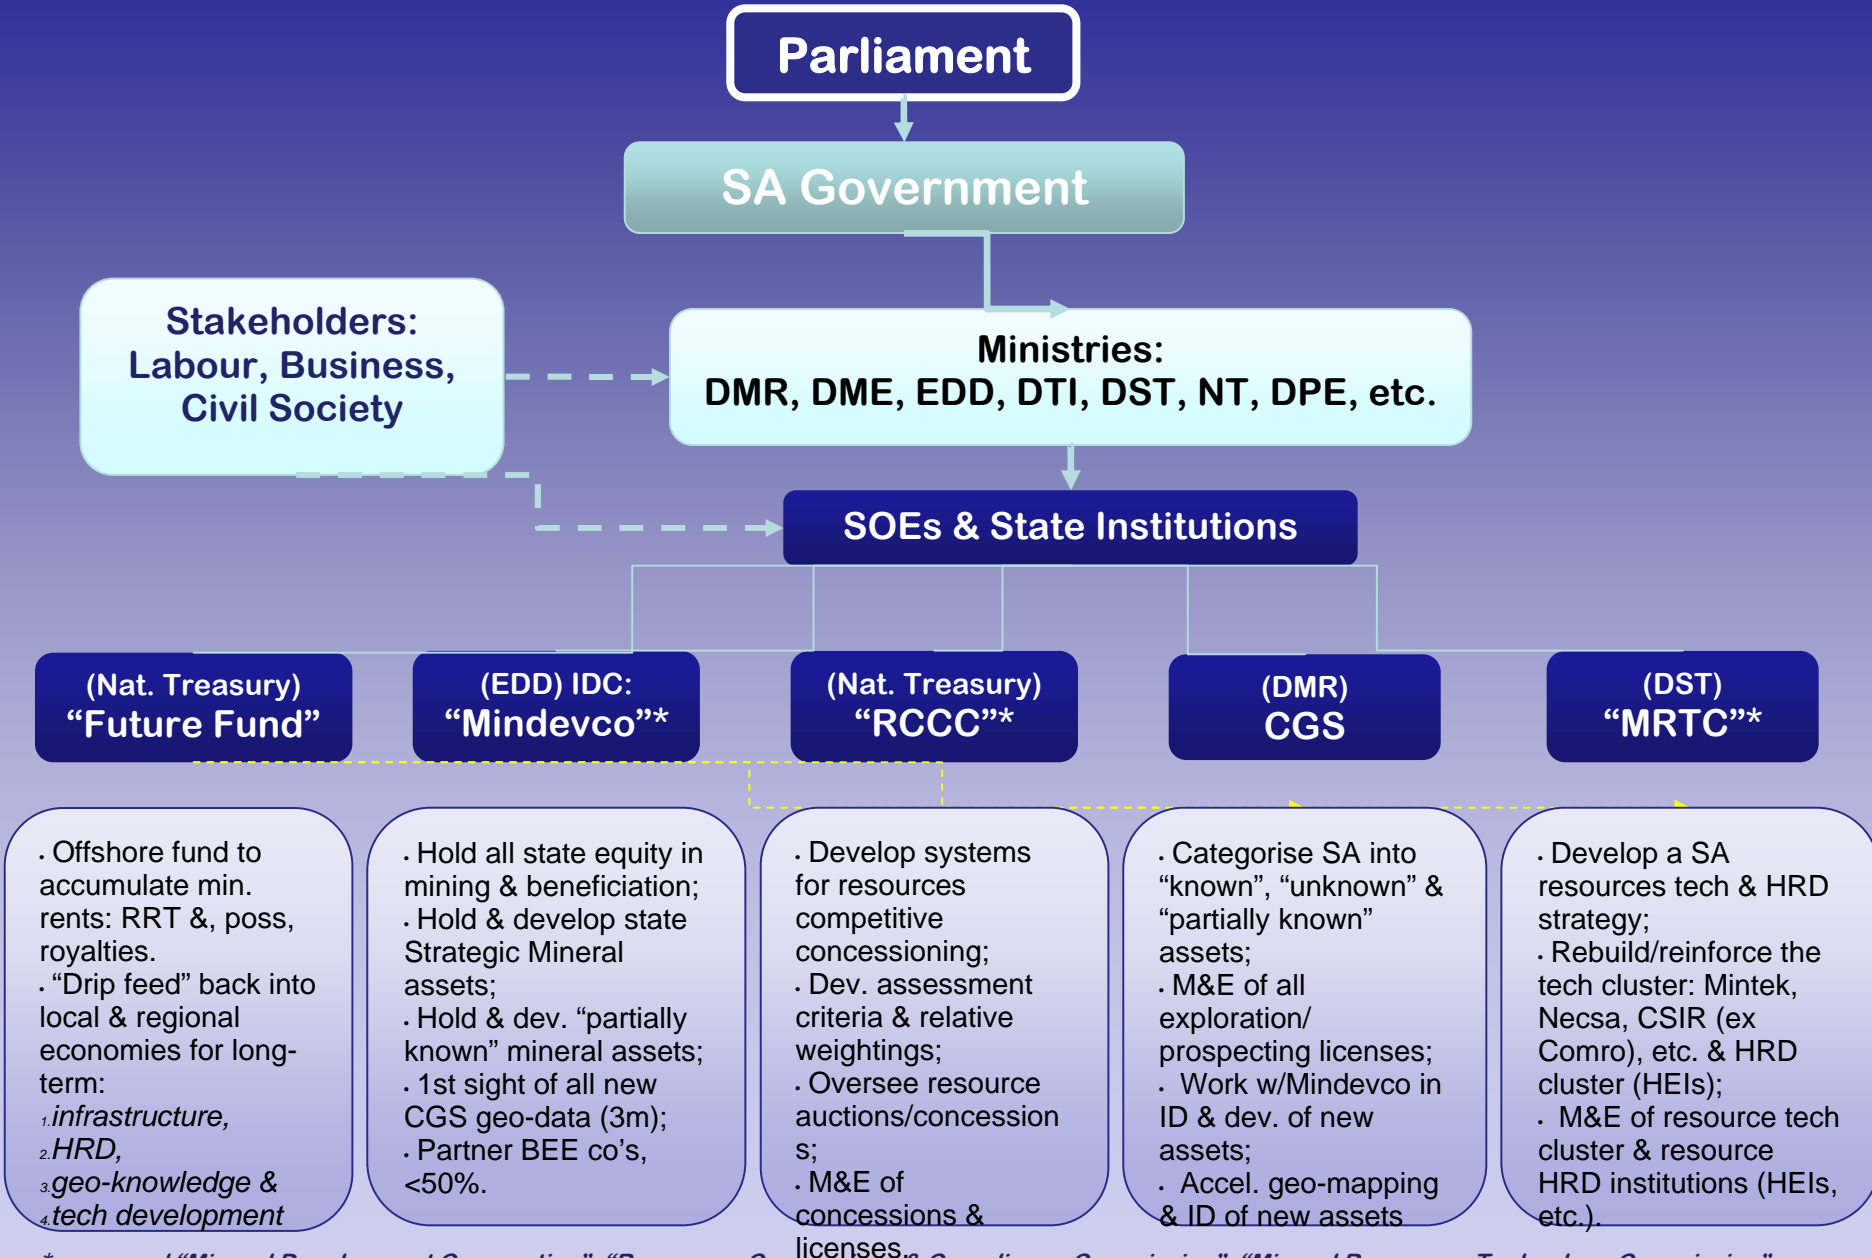 Parliament
SA Government
Stakeholders:
Labour, Business,
Civil Society
Ministries:
DMR, DME, EDD, DTI, DST, NT, DPE, etc.
SOEs & State Institutions
(Nat. Treasury)
“Future Fund”
(EDD) IDC:
“Mindevco”*
(Nat. Treasury)
“RCCC”*
(DMR)
CGS
(DST)
“MRTC”*
• Offshore fund to
accumulate min.
rents: RRT &, poss,
royalties.
• “Drip feed” back into
local & regional
economies for long-
term:
1.infrastructure,
2.HRD,
3.geo-knowledge &
4.tech development
• Hold all state equity in
mining & beneficiation;
• Hold & develop state
Strategic Mineral
assets;
• Hold & dev. “partially
known” mineral assets;
• 1st sight of all new
CGS geo-data (3m);
• Partner BEE co’s,
<50%.
• Develop systems
for resources
competitive
concessioning;
• Dev. assessment
criteria & relative
weightings;
• Oversee resource
auctions/concession
s;
• M&E of
concessions &
licenses.
• Categorise SA into
“known”, “unknown” &
“partially known”
assets;
• M&E of all
exploration/
prospecting licenses;
• Work w/Mindevco in
ID & dev. of new
assets;
• Accel. geo-mapping
& ID of new assets
• Develop a SA
resources tech & HRD
strategy;
• Rebuild/reinforce the
tech cluster: Mintek,
Necsa, CSIR (ex
Comro), etc. & HRD
cluster (HEIs);
• M&E of resource tech
cluster & resource
HRD institutions (HEIs,
etc.).